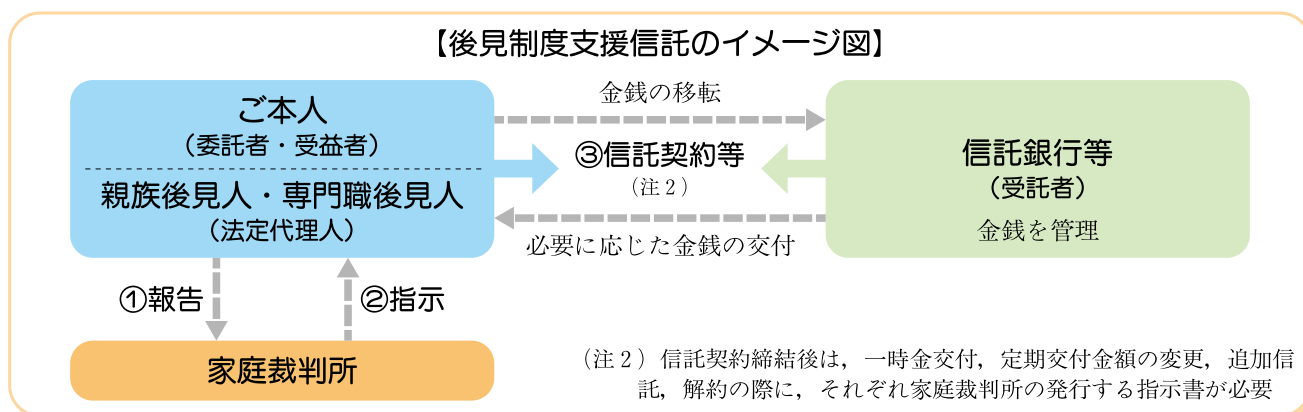 【後見制度支援信託のイメージ図】
ご本人
（委託者・受益者）
親族後見人・専門職後見人
（法定代理人）
金銭の移転
③信託契約等
（注２）
必要に応じた金銭の交付
信託銀行等
（受託者）
金銭を管理
①報告
②指示
家庭裁判所
（注２）信託契約締結後は，一時金交付，定期交付金額の変更，追加信
託，解約の際に，それぞれ家庭裁判所の発行する指示書が必要